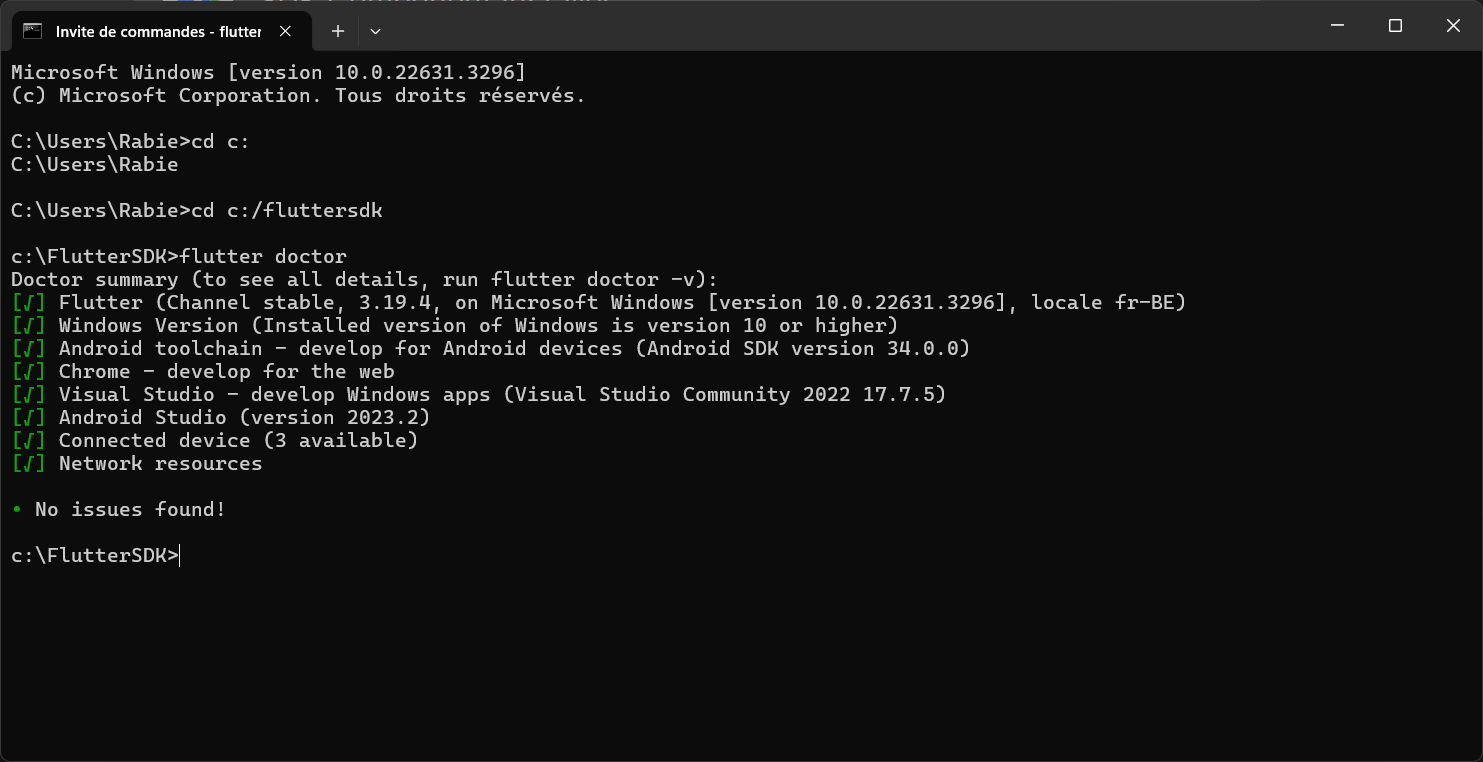 Invite de commandes - flutter
Microsoft Windows [version 10.0.22631.3296]
(c) Microsoft Corporation. Tous droits réservés.
C:\Users\Rabie>cd c:
C:\Users\Rabie
C:\Users\Rabie>cd c:/fluttersdk
c:\FlutterSDK>flutter doctor
Doctor summary (to see all details, run flutter doctor -v):
[√] Flutter (Channel stable, 3.19.4, on Microsoft Windows [version 10.0.22631.3296], locale fr-BE)
[√] Windows Version (Installed version of Windows is version 10 or higher)
[√] Android toolchain - develop for Android devices (Android SDK version 34.0.0)
[√] Chrome - develop for the web
[√] Visual Studio - develop Windows apps (Visual Studio Community 2022 17.7.5)
[√] Android Studio (version 2023.2)
[√] Connected device (3 available)
[√] Network resources
• No issues found!
c:\FlutterSDK>